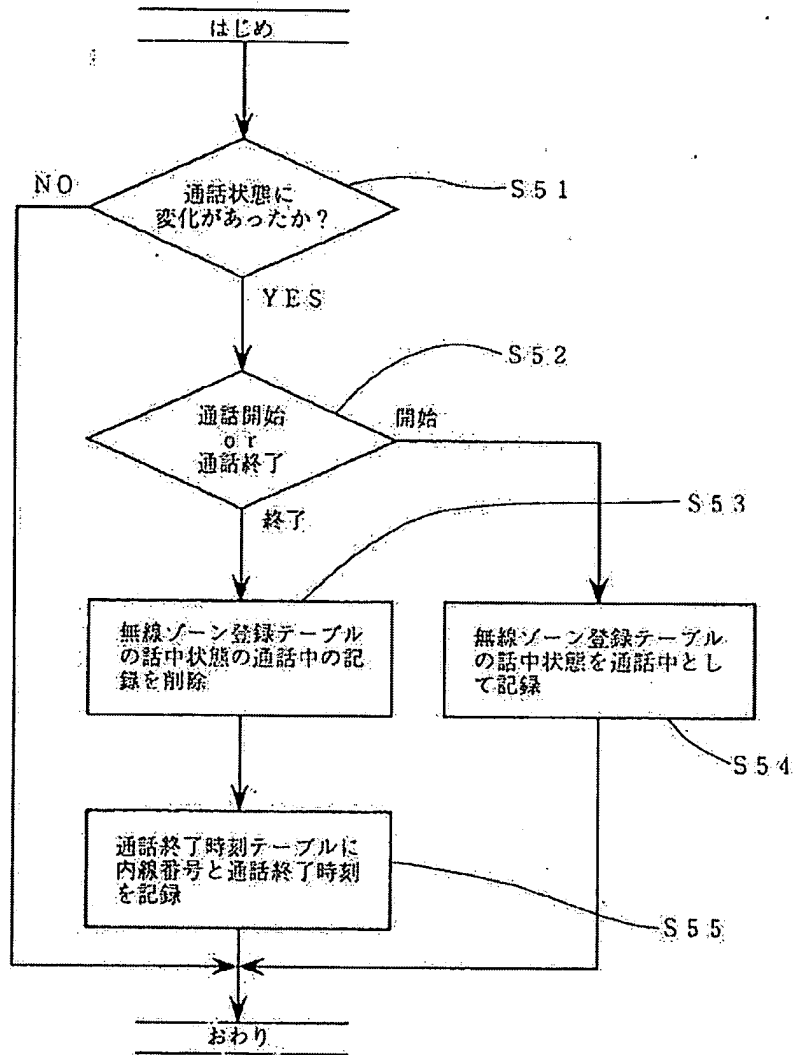 はじめ
NO
通話状態に
変化があったか？
S51
YES
S52
通話開始
or
通話終了
開始
終了
S53
無線ゾーン登録テーブル
の話中状態の通話中の記
録を削除
無線ゾーン登録テーブル
の話中状態を通話中とし
て記録
S54
通話終了時刻テーブルに
内線番号と通話終了時刻
を記録
S55
おわり